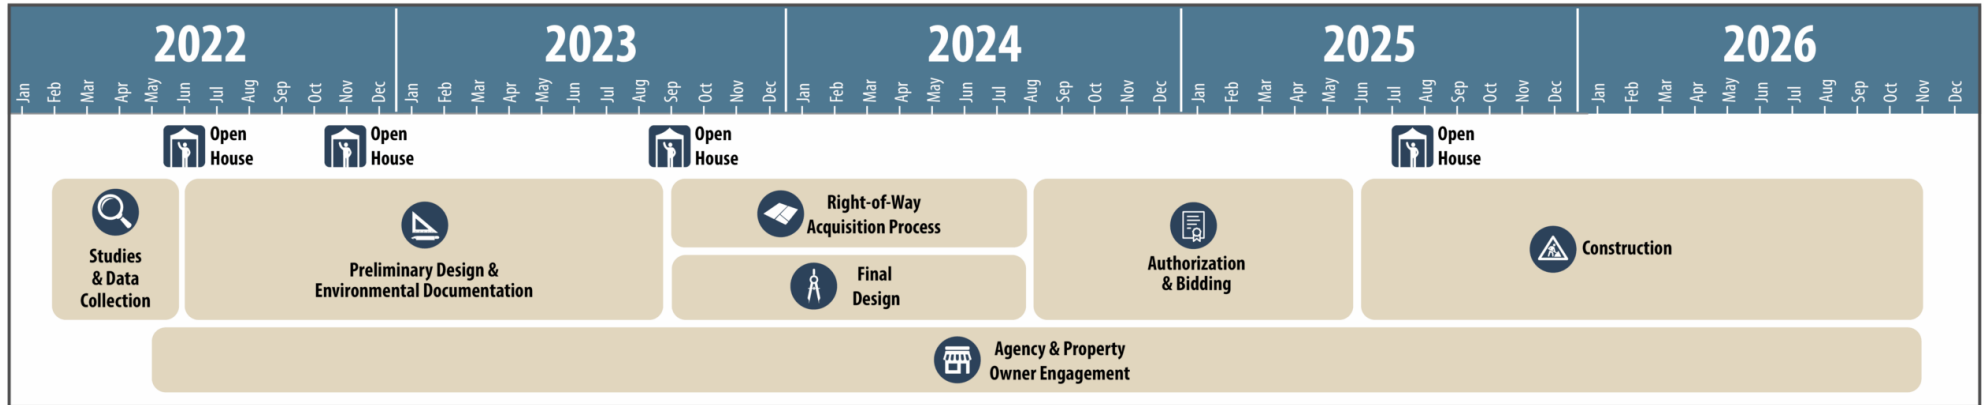 2022 2023 2024 2025 2026
Jan Feb Mar Apr May Jun Jul Aug Sep Oct Nov Dec Jan Feb Mar Apr May Jun Jul Aug Sep Oct Nov Dec Jan Feb Mar Apr May Jun Jul Aug Sep Oct Nov Dec Jan Feb Mar Apr May Jun Jul Aug Sep Oct Nov Dec Jan Feb Mar Apr May Jun Jul Aug Sep Oct Nov Dec
Open
House
Open
House
Open
House
Open
House
Studies
& Data
Collection
Preliminary Design &
Environmental Documentation
Right-of-Way
Acquisition Process
Final
Design
Authorization
& Bidding
Construction
Agency & Property
Owner Engagement